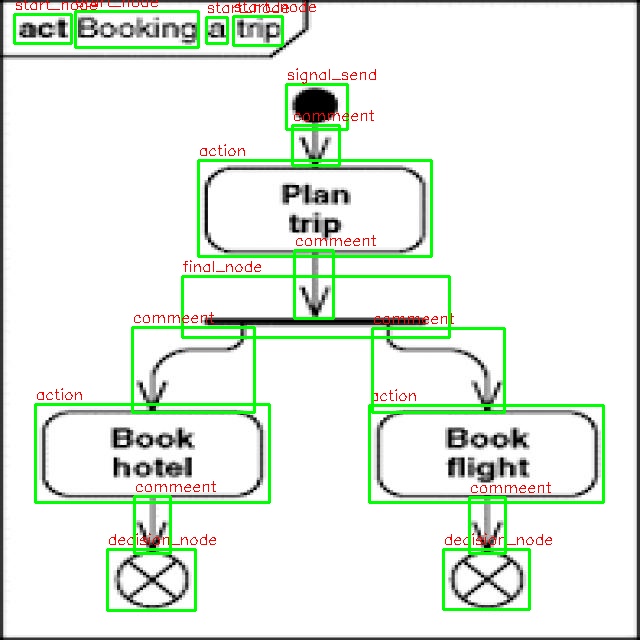 start_node start_node start_node start_node
act Booking a trip
signal_send
commeent
action
Plan
trip
commeent
final_node
commeent commeent
action action
Book Book
hotel flight
commeent commeent
decision_node decision_node